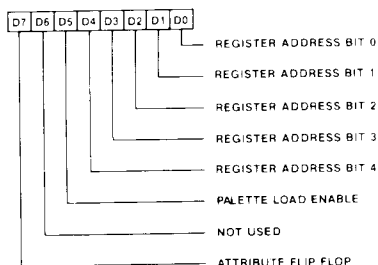 D7 D6 D5 D4 D3 D2 D1 D0
REGISTER ADDRESS BIT 0
REGISTER ADDRESS BIT 1
REGISTER ADDRESS BIT 2
REGISTER ADDRESS BIT 3
REGISTER ADDRESS BIT 4
PALETTE LOAD ENABLE
NOT USED
ATTRIBUTE FLIP FLOP